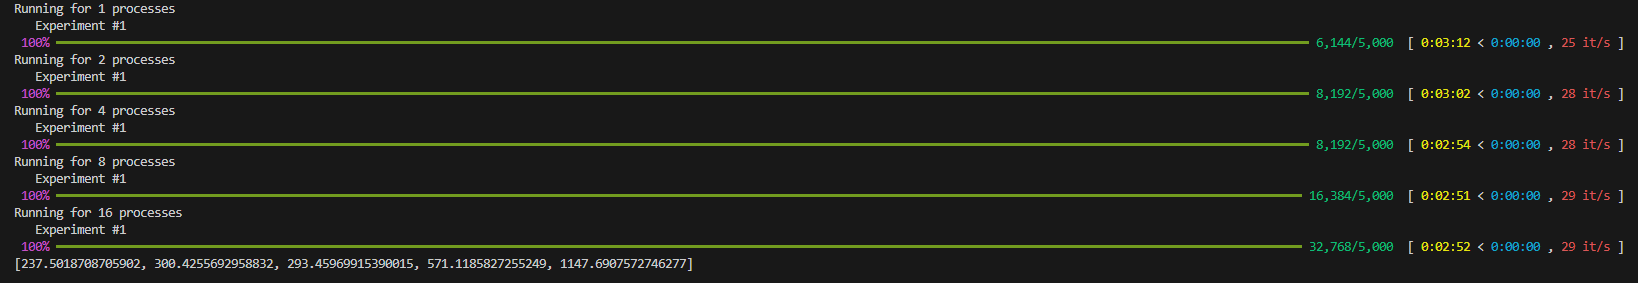 Running for 1 processes
Experiment #1
100% 6,144/5,000 [ 0:03:12 < 0:00:00 , 25 it/s ]
Running for 2 processes
Experiment #1
100% 8,192/5,000 [ 0:03:02 < 0:00:00 , 28 it/s ]
Running for 4 processes
Experiment #1
100% 8,192/5,000 [ 0:02:54 < 0:00:00 , 28 it/s ]
Running for 8 processes
Experiment #1
100% 16,384/5,000 [ 0:02:51 < 0:00:00 , 29 it/s ]
Running for 16 processes
Experiment #1
100% 32,768/5,000 [ 0:02:52 < 0:00:00 , 29 it/s ]
[237.5018708705902, 300.4255692958832, 293.45969915390015, 571.1185827255249, 1147.6907572746277]